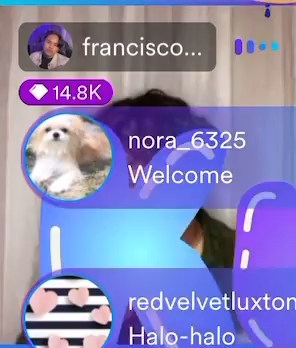 francisco...
14.8K
nora_6325
Welcome
redvelvetluxton
Halo-halo